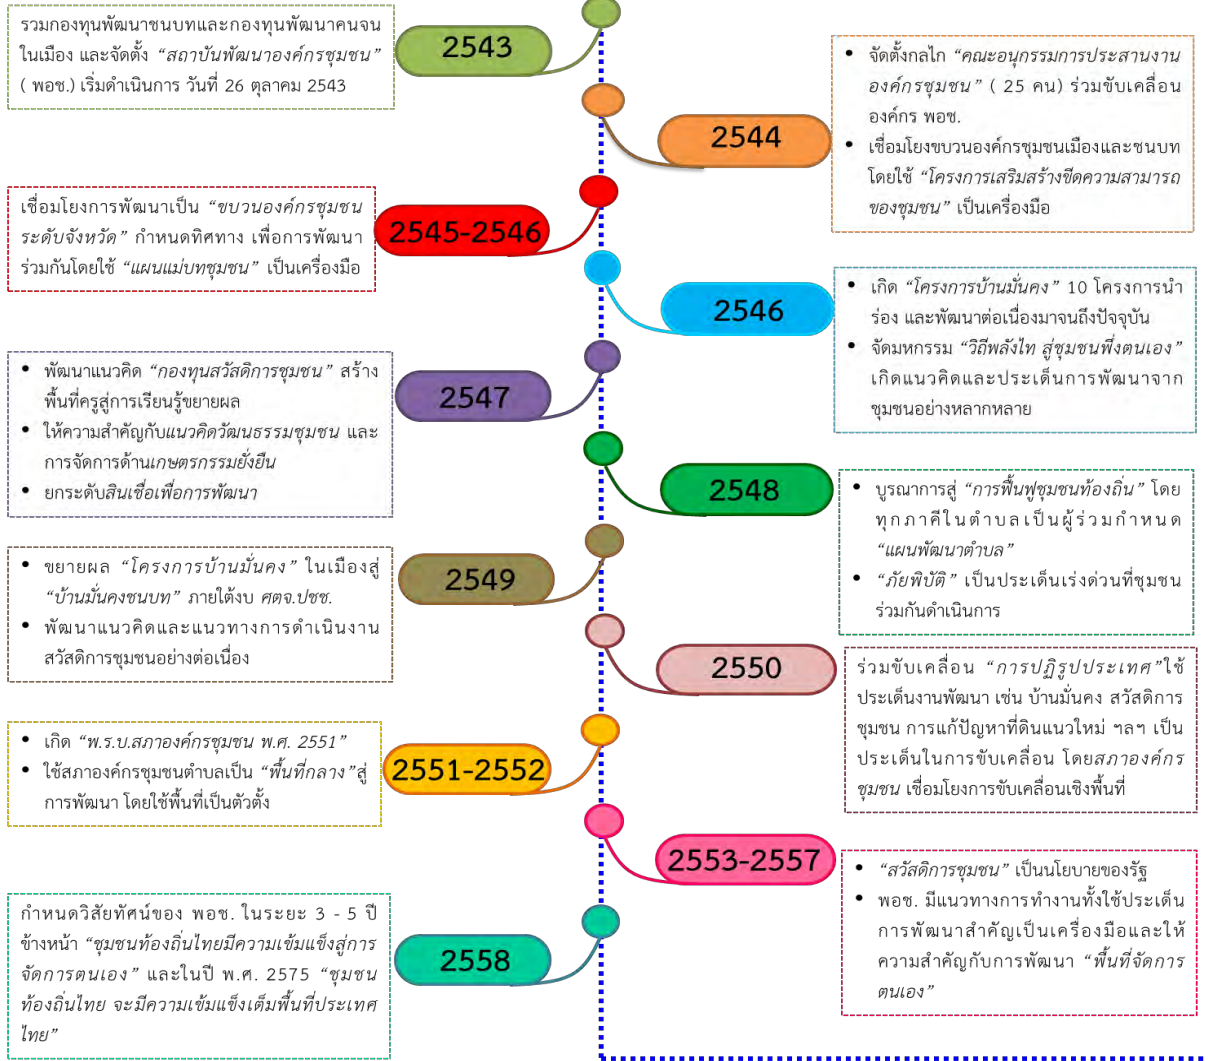 รวมกองทุนพัฒนาชนบทและกองทุนพัฒนาคนจน
ในเมือง และจัดตั้ง “สถาบันพัฒนาองค์กรชุมชน”
( พอช.) เริ่มดำเนินการ วันที่ 26 ตุลาคม 2543
2543
2544
• จัดตั้งกลไก “คณะอนุกรรมการประสานงาน
องค์กรชุมชน” ( 25 คน) ร่วมขับเคลื่อน
องค์กร พอช.
• เชื่อมโยงขบวนองค์กรชุมชนเมืองและชนบท
โดยใช้ “โครงการเสริมสร้างขีดความสามารถ
ของชุมชน” เป็นเครื่องมือ
เชื่อมโยงการพัฒนาเป็น “ขบวนองค์กรชุมชน
ระดับจังหวัด” กำหนดทิศทาง เพื่อการพัฒนา
ร่วมกันโดยใช้ “แผนแม่บทชุมชน” เป็นเครื่องมือ
2545-2546
2546
• เกิด “โครงการบ้านมั่นคง” 10 โครงการนำ
ร่อง และพัฒนาต่อเนื่องมาจนถึงปัจจุบัน
• จัดมหกรรม “วิถีพลังไท สู่ชุมชนพึ่งตนเอง”
เกิดแนวคิดและประเด็นการพัฒนาจาก
ชุมชนอย่างหลากหลาย
• พัฒนาแนวคิด “กองทุนสวัสดิการชุมชน” สร้าง
พื้นที่ครูสู่การเรียนรู้ขยายผล
• ให้ความสำคัญกับแนวคิดวัฒนธรรมชุมชน และ
การจัดการด้านเกษตรกรรมยั่งยืน
• ยกระดับสินเชื่อเพื่อการพัฒนา
2547
2548
• บูรณาการสู่ “การฟื้นฟูชุมชนท้องถิ่น” โดย
ทุกภาคีในตำบลเป็นผู้ร่วมกำหนด
“แผนพัฒนาตำบล”
• “ภัยพิบัติ” เป็นประเด็นเร่งด่วนที่ชุมชน
ร่วมกันดำเนินการ
• ขยายผล “โครงการบ้านมั่นคง” ในเมืองสู่
“บ้านมั่นคงชนบท” ภายใต้งบ ศตจ.ปชช.
• พัฒนาแนวคิดและแนวทางการดำเนินงาน
สวัสดิการชุมชนอย่างต่อเนื่อง
2549
2550
ร่วมขับเคลื่อน “การปฏิรูปประเทศ”ใช้
ประเด็นงานพัฒนา เช่น บ้านมั่นคง สวัสดิการ
ชุมชน การแก้ปัญหาที่ดินแนวใหม่ ฯลฯ เป็น
ประเด็นในการขับเคลื่อน โดยสภาองค์กร
ชุมชน เชื่อมโยงการขับเคลื่อนเชิงพื้นที่
• เกิด “พ.ร.บ.สภาองค์กรชุมชน พ.ศ. 2551”
• ใช้สภาองค์กรชุมชนตำบลเป็น “พื้นที่กลาง”สู่
การพัฒนา โดยใช้พื้นที่เป็นตัวตั้ง
2551-2552
2553-2557
• “สวัสดิการชุมชน” เป็นนโยบายของรัฐ
• พอช. มีแนวทางการทำงานทั้งใช้ประเด็น
การพัฒนาสำคัญเป็นเครื่องมือและให้
ความสำคัญกับการพัฒนา “พื้นที่จัดการ
ตนเอง”
กำหนดวิสัยทัศน์ของ พอช. ในระยะ 3 - 5 ปี
ข้างหน้า “ชุมชนท้องถิ่นไทยมีความเข้มแข็งสู่การ
จัดการตนเอง” และในปี พ.ศ. 2575 “ชุมชน
ท้องถิ่นไทย จะมีความเข้มแข็งเต็มพื้นที่ประเทศ
ไทย”
2558